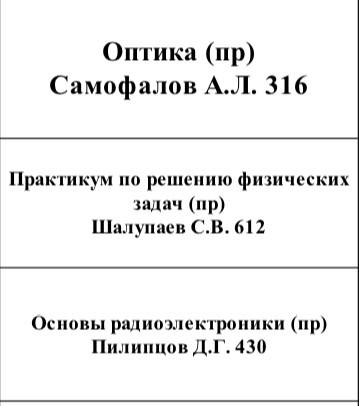 Оптика (пр)
Самофалов А.Л. 316
Практикум по решению физических
задач (пр)
Шалупаев С.В. 612
Основы радиоэлектроники (пр)
Пилипцов Д.Г. 430